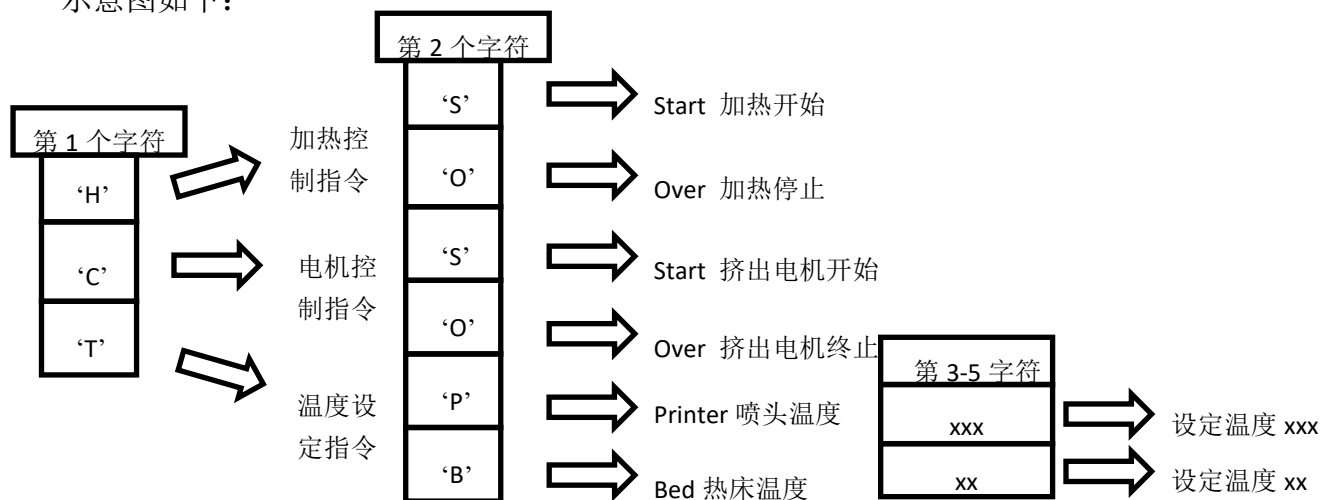 示意图如下：
第 2 个字符
‘S’
Start 加热开始
第 1 个字符
加热控
制指令
‘H’
‘O’
Over 加热停止
‘C’
电机控
制指令
‘S’
Start 挤出电机开始
‘O’
Over 挤出电机终止
‘T’
第 3-5 字符
温度设
定指令
‘P’
Printer 喷头温度
xxx
设定温度 xxx
‘B’
Bed 热床温度
xx
设定温度 xx